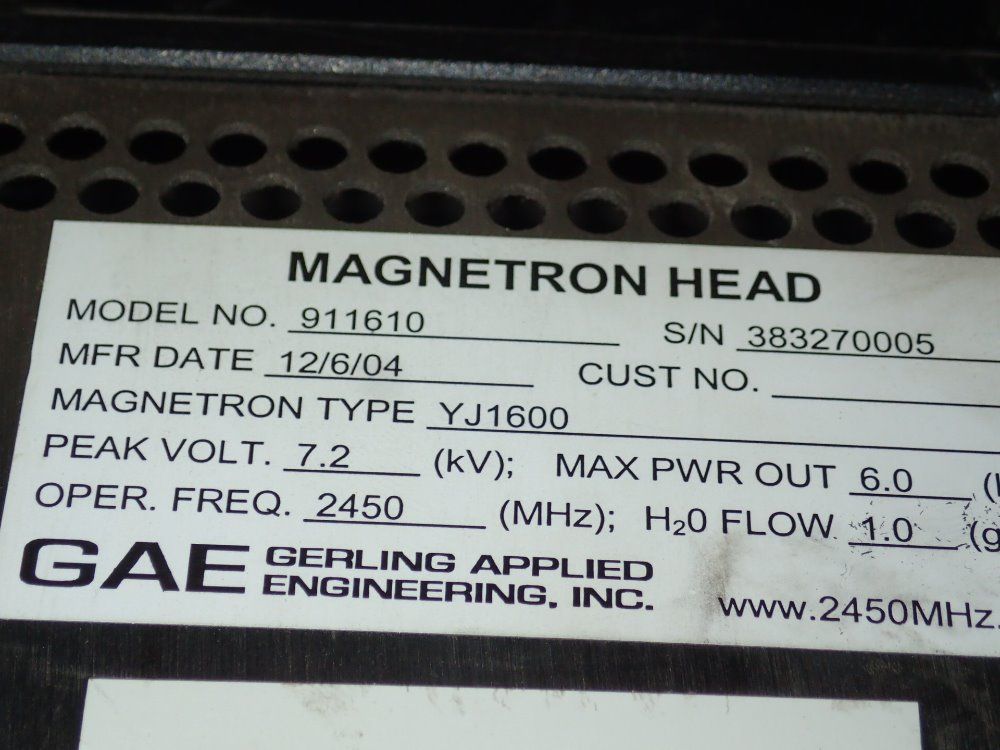 MAGNETRON HEAD
MODEL NO. 911610 S/N 383270005
MFR DATE 12/6/04 CUST NO.
MAGNETRON TYPE YJ1600
PEAK VOLT. 7.2 (kV); MAX PWR OUT 6.0 (
OPER. FREQ. 2450 (MHz); H₂0 FLOW 1.0 (g
GAE GERLING APPLIED
ENGINEERING, INC.
www.2450MHz.